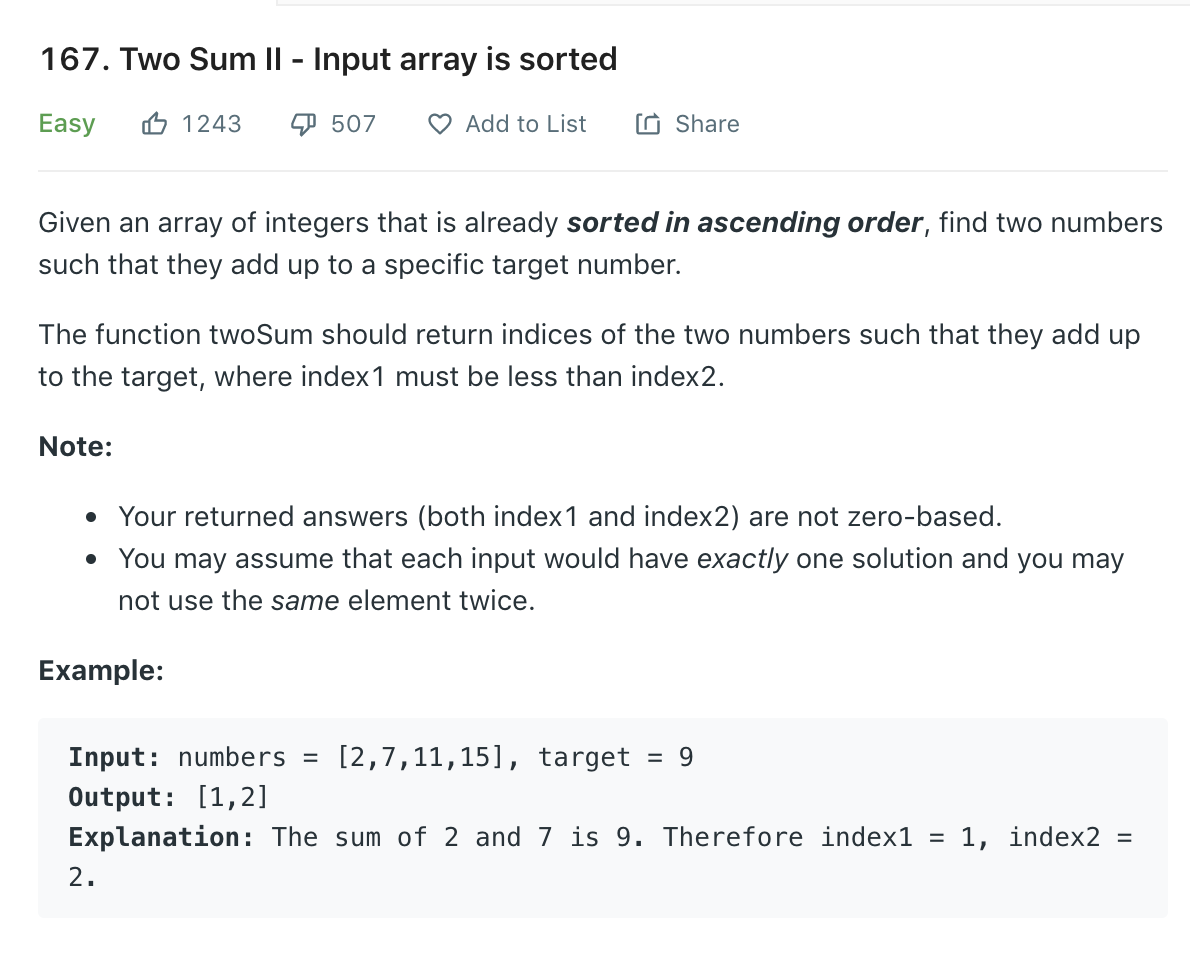 167. Two Sum II - Input array is sorted
Easy 1243 507 Add to List Share
Given an array of integers that is already sorted in ascending order, find two numbers
such that they add up to a specific target number.
The function twoSum should return indices of the two numbers such that they add up
to the target, where index1 must be less than index2.
Note:
• Your returned answers (both index1 and index2) are not zero-based.
• You may assume that each input would have exactly one solution and you may
not use the same element twice.
Example:
Input: numbers = [2,7,11,15], target = 9
Output: [1,2]
Explanation: The sum of 2 and 7 is 9. Therefore index1 = 1, index2 =
2.